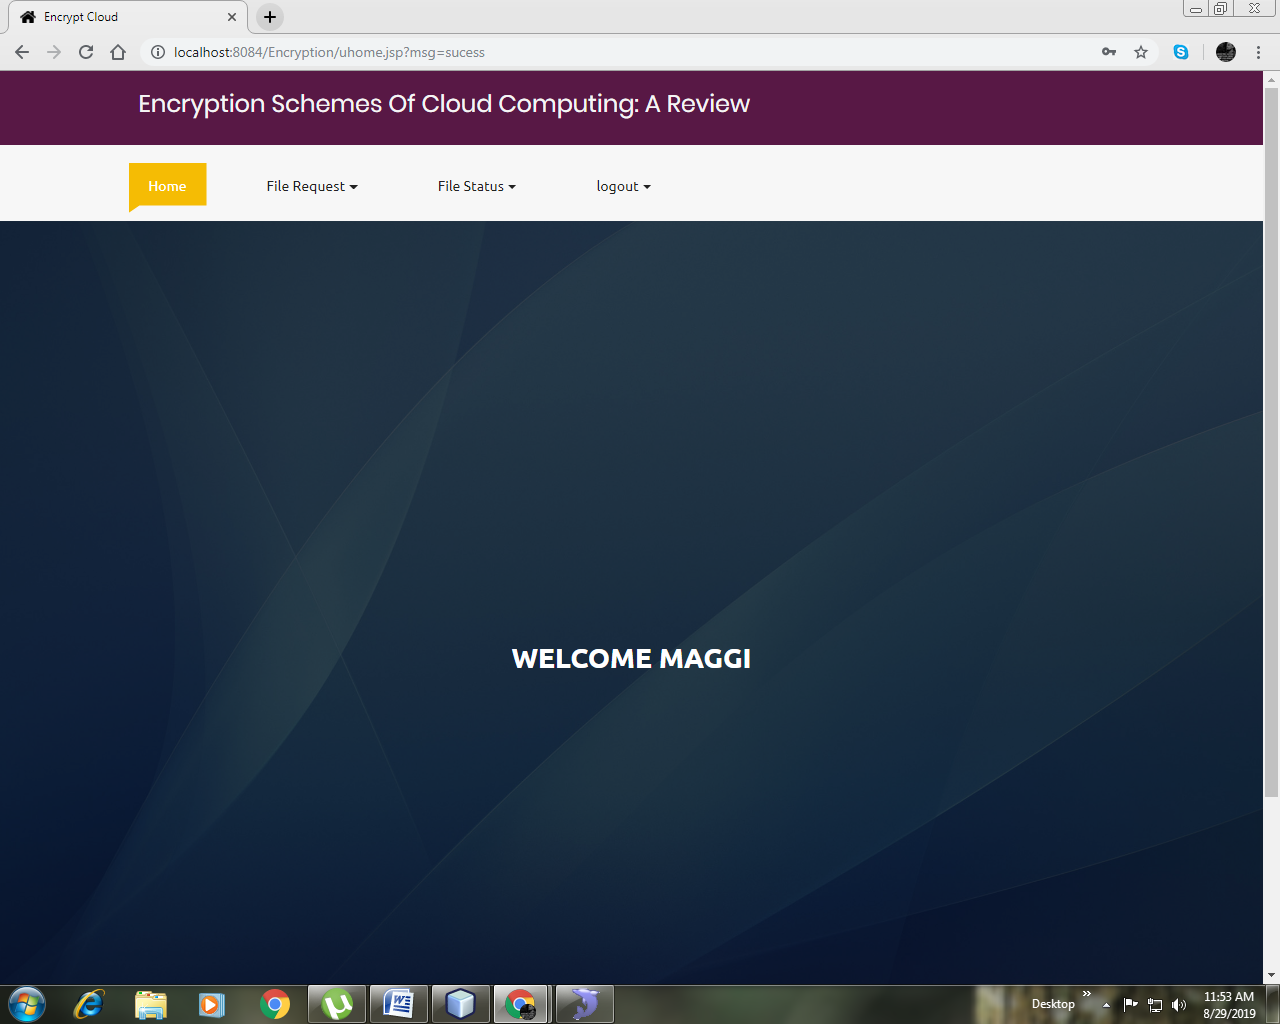 Encrypt Cloud
localhost:8084/Encryption/uhome.jsp?msg=sucess
Encryption Schemes Of Cloud Computing: A Review
Home File Request File Status logout
WELCOME MAGGI
Desktop
11:53 AM
8/29/2019